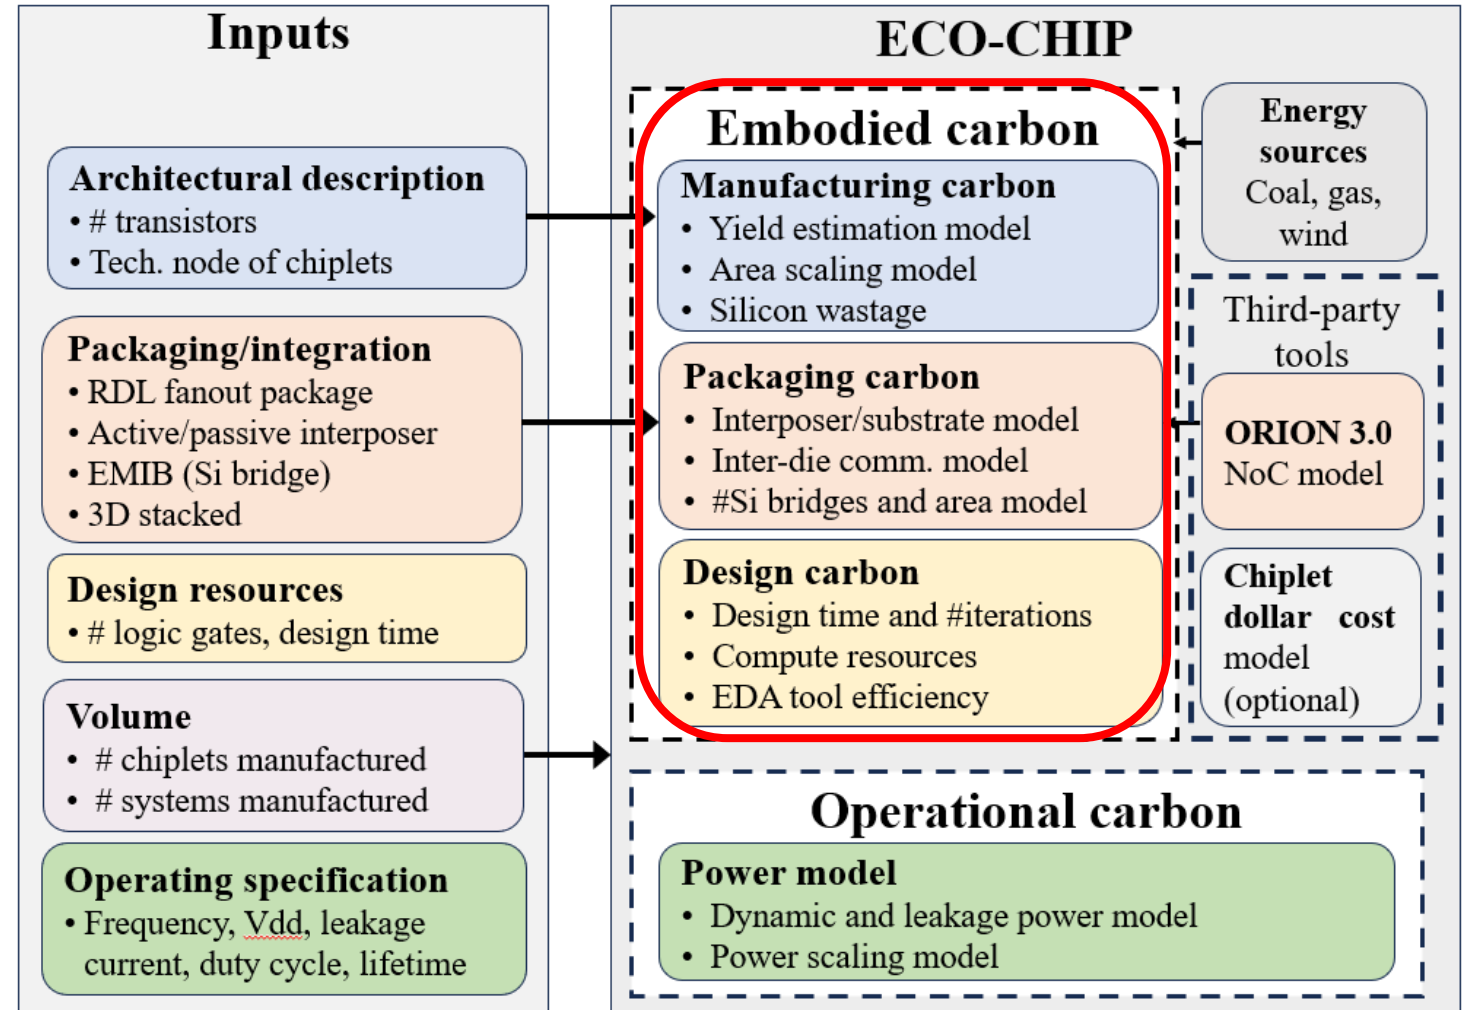 Inputs
Architectural description
• # transistors
• Tech. node of chiplets
Packaging/integration
• RDL fanout package
• Active/passive interposer
• EMIB (Si bridge)
• 3D stacked
Design resources
• # logic gates, design time
Volume
• # chiplets manufactured
• # systems manufactured
Operating specification
• Frequency, Vdd, leakage
current, duty cycle, lifetime
ECO-CHIP
Embodied carbon
Manufacturing carbon
• Yield estimation model
• Area scaling model
• Silicon wastage
Packaging carbon
• Interposer/substrate model
• Inter-die comm. model
• #Si bridges and area model
Design carbon
• Design time and #iterations
• Compute resources
• EDA tool efficiency
Energy
sources
Coal, gas,
wind
Third-party
tools
ORION 3.0
NoC model
Chiplet
dollar cost
model
(optional)
Operational carbon
Power model
• Dynamic and leakage power model
• Power scaling model